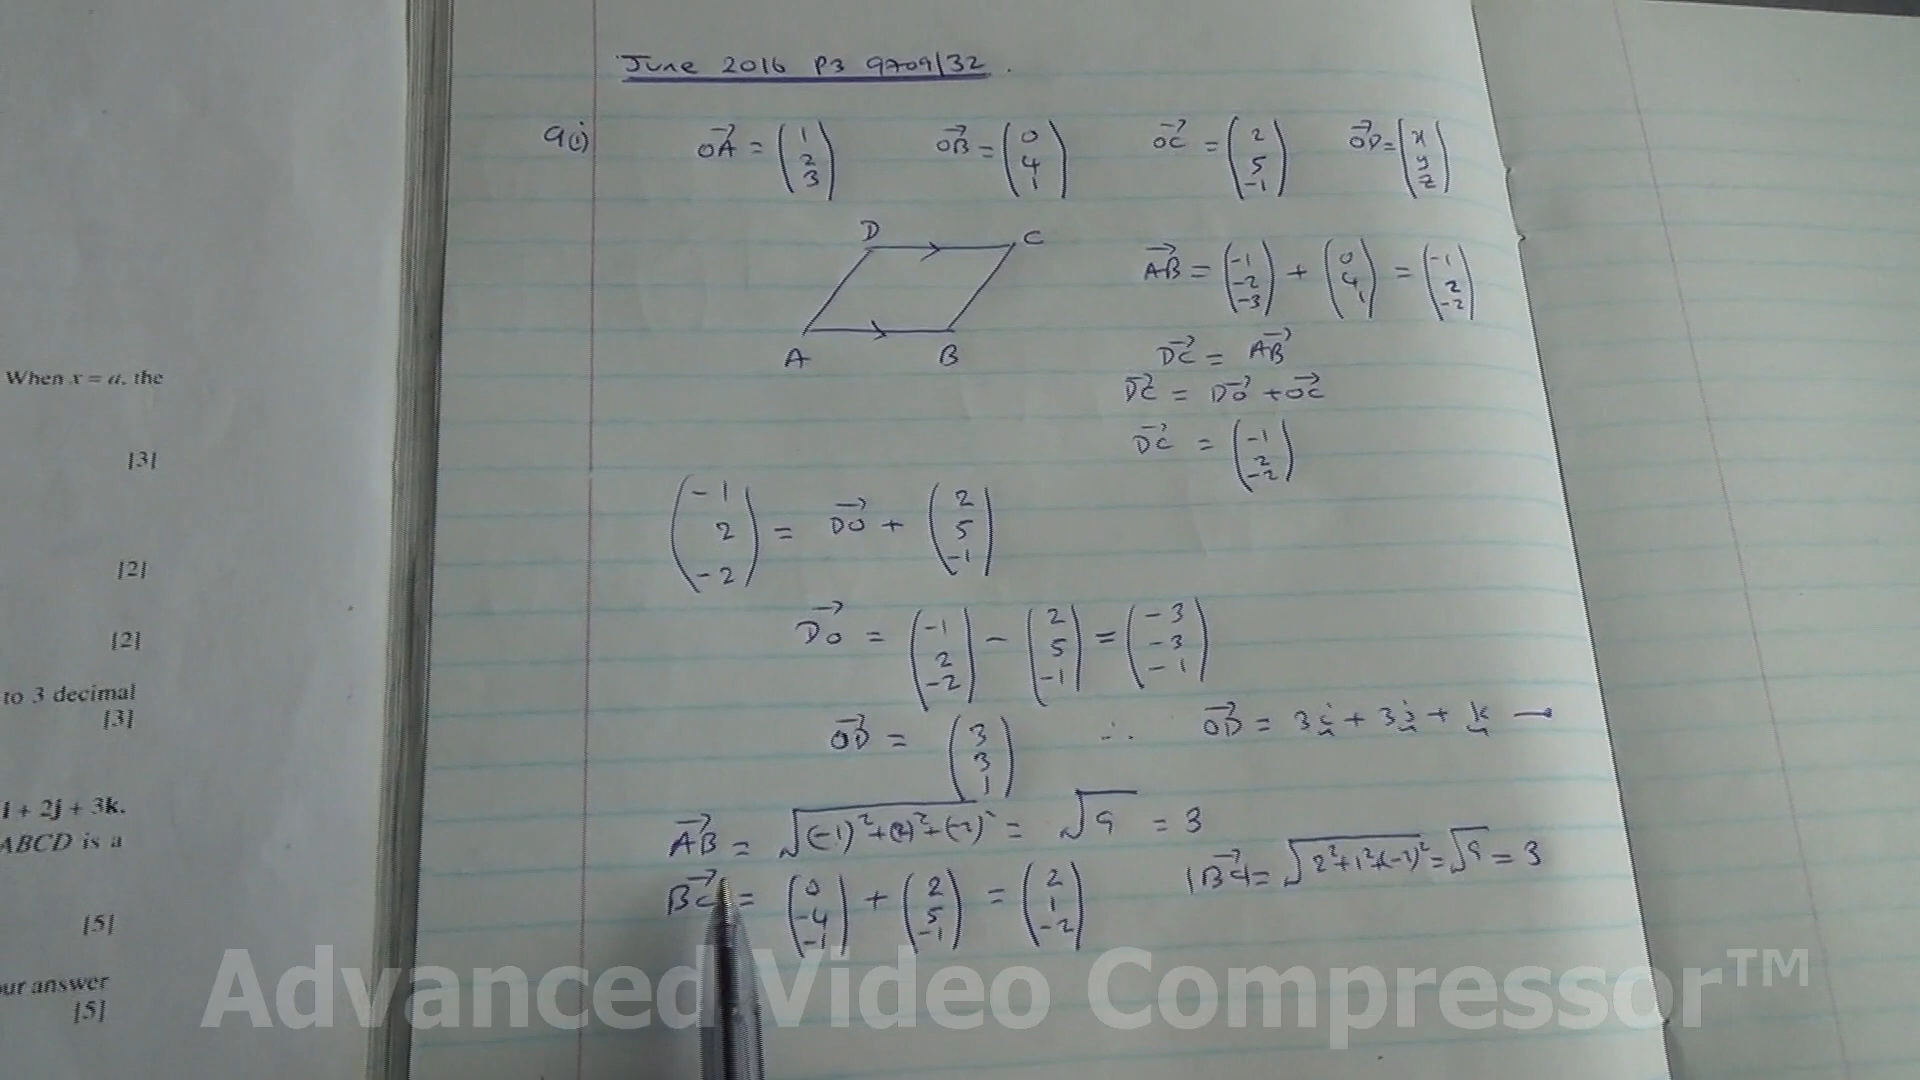 June 2016 P3 9709/32.
9(i) OA→ = (1 2 3) OB→ = (0 4 1) OC→ = (2 5 -1) OD→ = (x y z)
D C
A B
AB→ = (-1 -2 -3) + (0 4 1) = (-1 2 -2)
DC→ = AB→
DC→ = DO→ + OC→
DC→ = (-1 2 -2)
(-1 2 -2) = DO→ + (2 5 -1)
DO→ = (-1 2 -2) - (2 5 -1) = (-3 -3 -1)
OD→ = (3 3 1) ∴ OD→ = 3i + 3j + k
AB→ = √(-1)²+(2)²+(-2)² = √9 = 3
BC→ = (0 -4 -1) + (2 5 -1) = (2 1 -2) |BC→| = √2²+1²+(-2)² = √9 = 3
When x = a, the
[3]
[2]
[2]
to 3 decimal
[3]
i + 2j + 3k.
ABCD is a
[5]
our answer
[5]
Advanced Video Compressor™